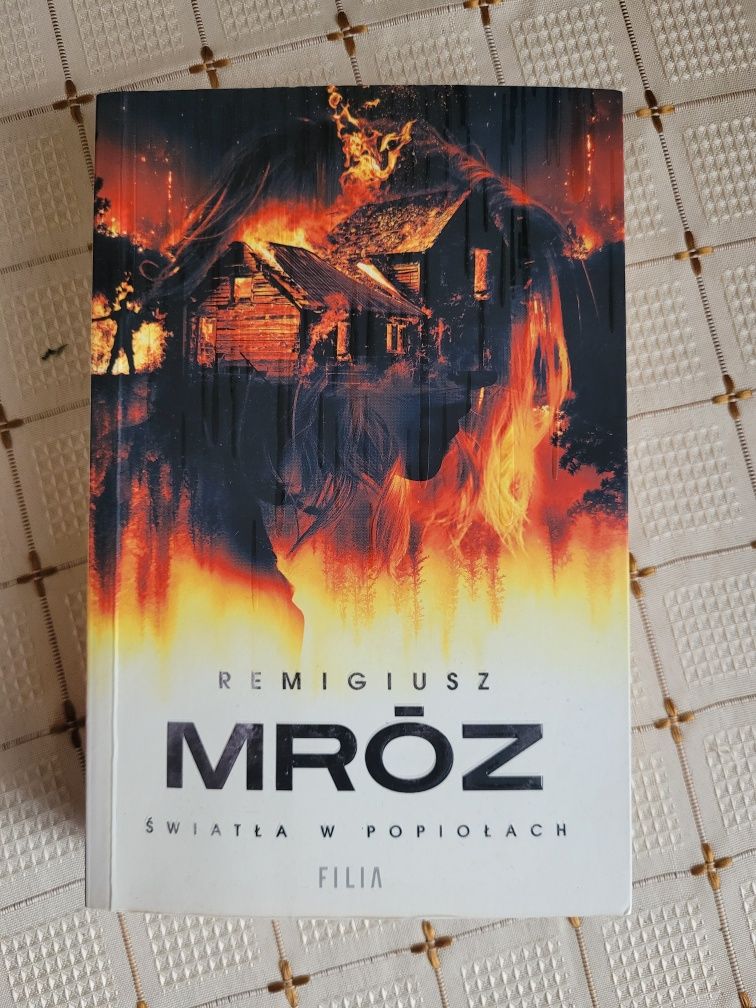 REMIGIUSZ
MRÓZ
ŚWIATŁA W POPIOŁACH
FILIA